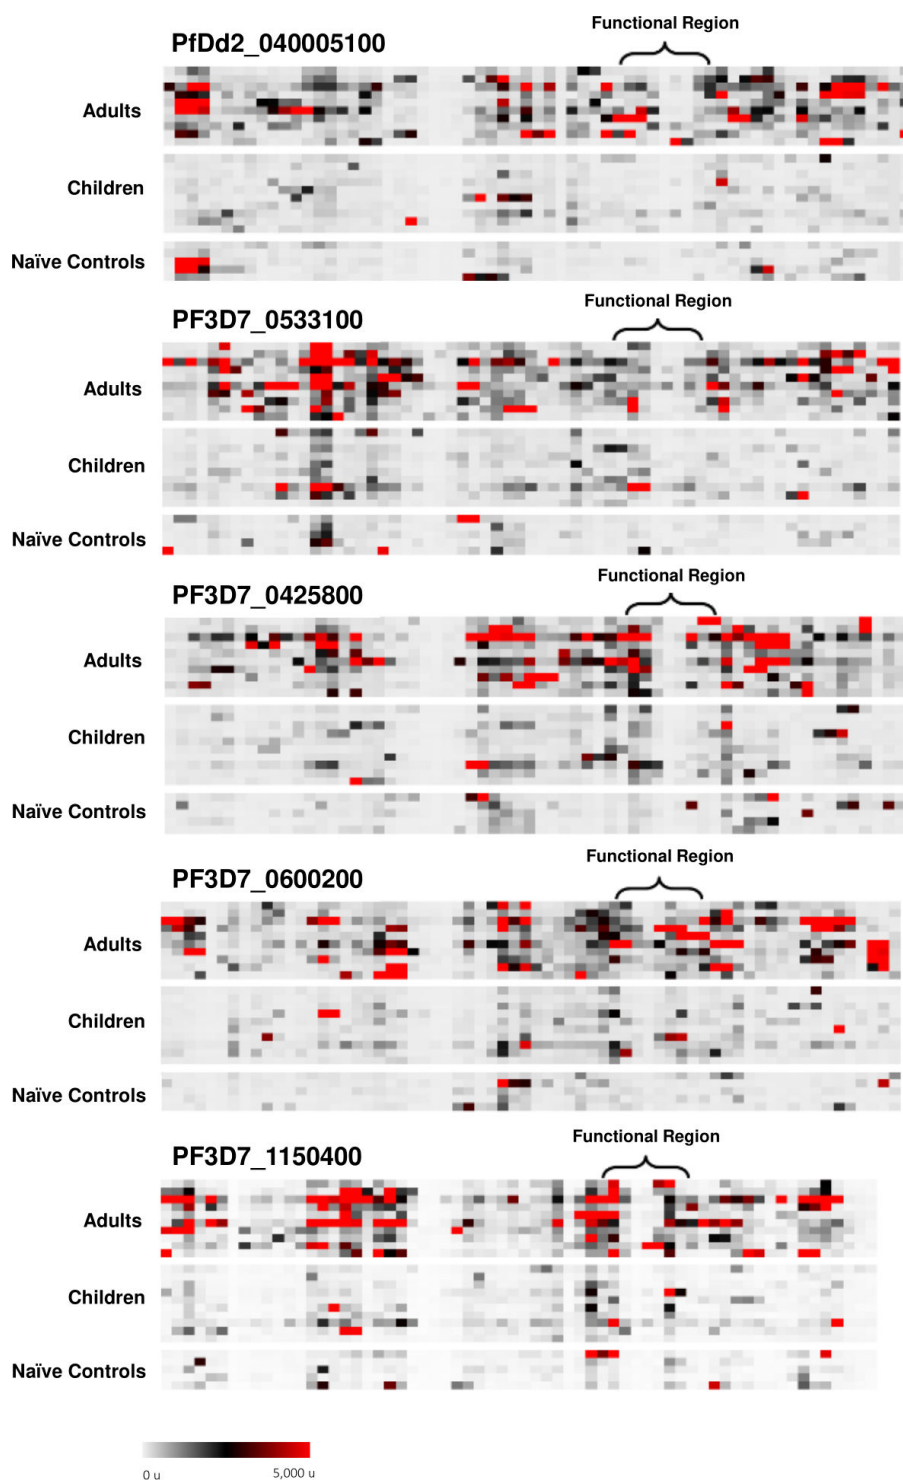 Functional Region
PfDd2_040005100
Adults
Children
Naïve Controls
Functional Region
PF3D7_0533100
Adults
Children
Naïve Controls
Functional Region
PF3D7_0425800
Adults
Children
Naïve Controls
Functional Region
PF3D7_0600200
Adults
Children
Naïve Controls
Functional Region
PF3D7_1150400
Adults
Children
Naïve Controls
0 u 5,000 u